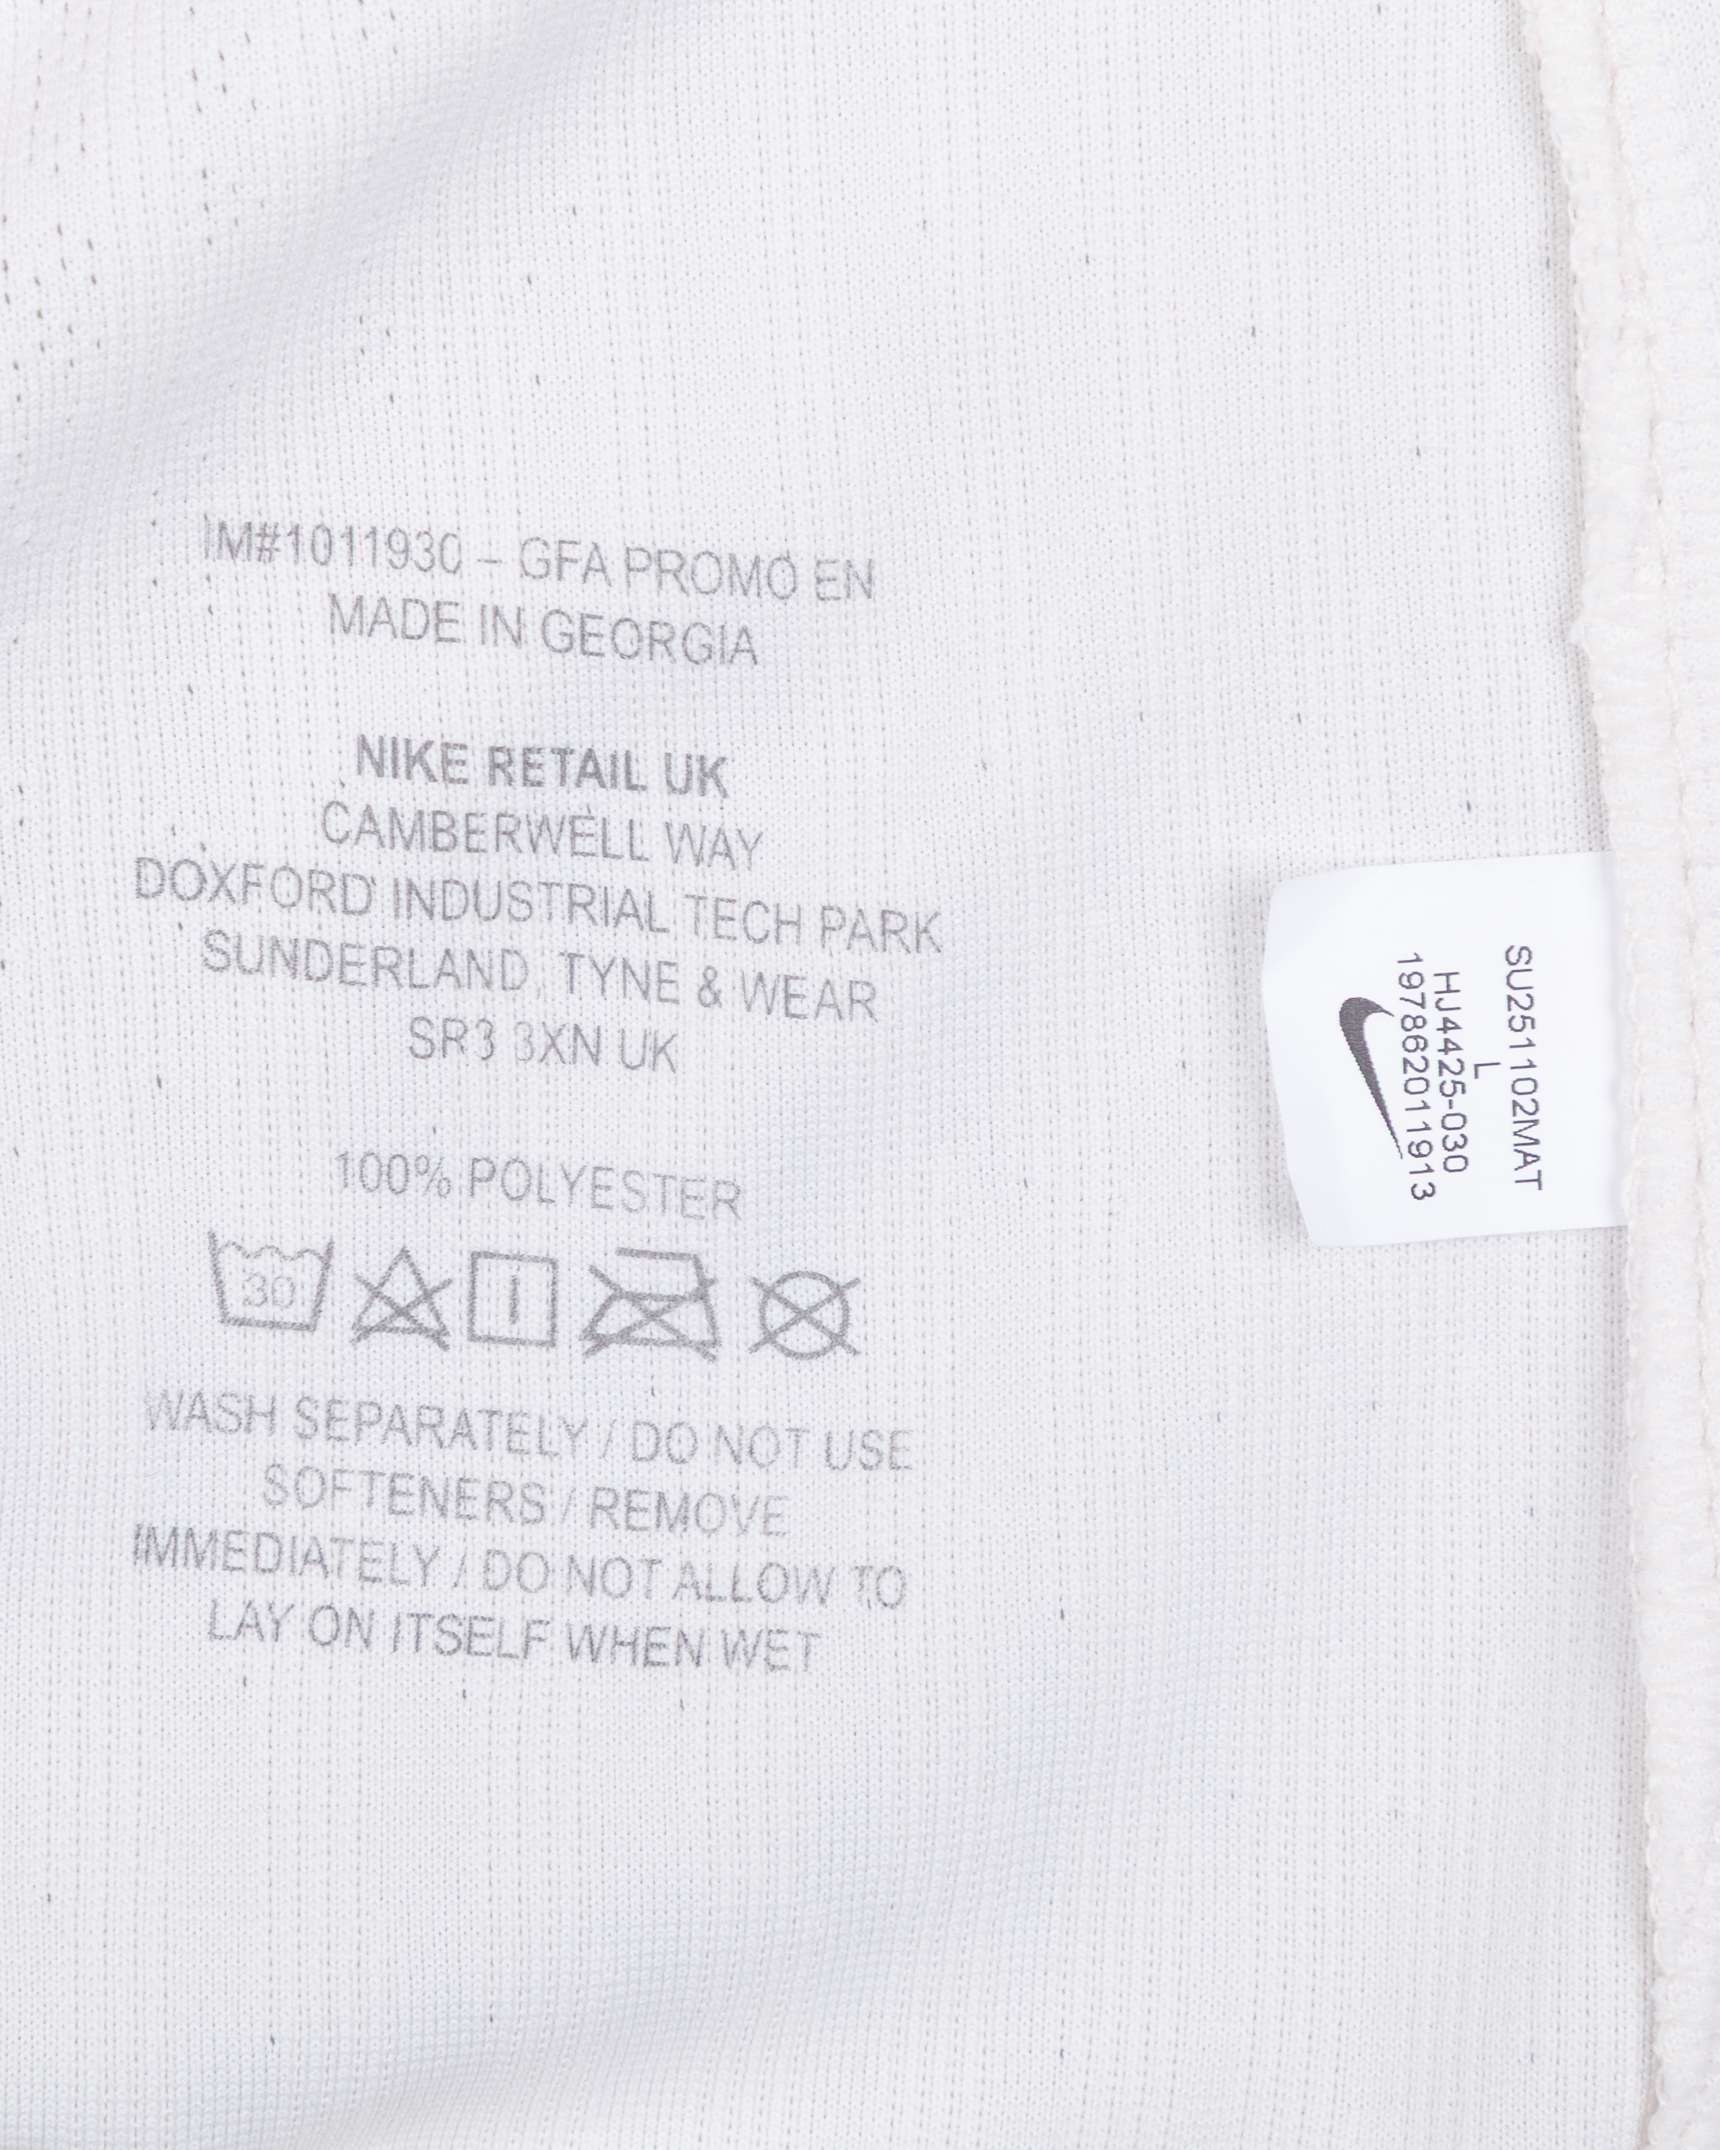 IM#1011930 – GFA PROMO EN
MADE IN GEORGIA
NIKE RETAIL UK
CAMBERWELL WAY
DOXFORD INDUSTRIAL TECH PARK
SUNDERLAND, TYNE & WEAR
SR3 3XN UK
100% POLYESTER
30
WASH SEPARATELY / DO NOT USE
SOFTENERS / REMOVE
IMMEDIATELY / DO NOT ALLOW TO
LAY ON ITSELF WHEN WET
SU251102MAT
L
HJ4425-030
197862011913